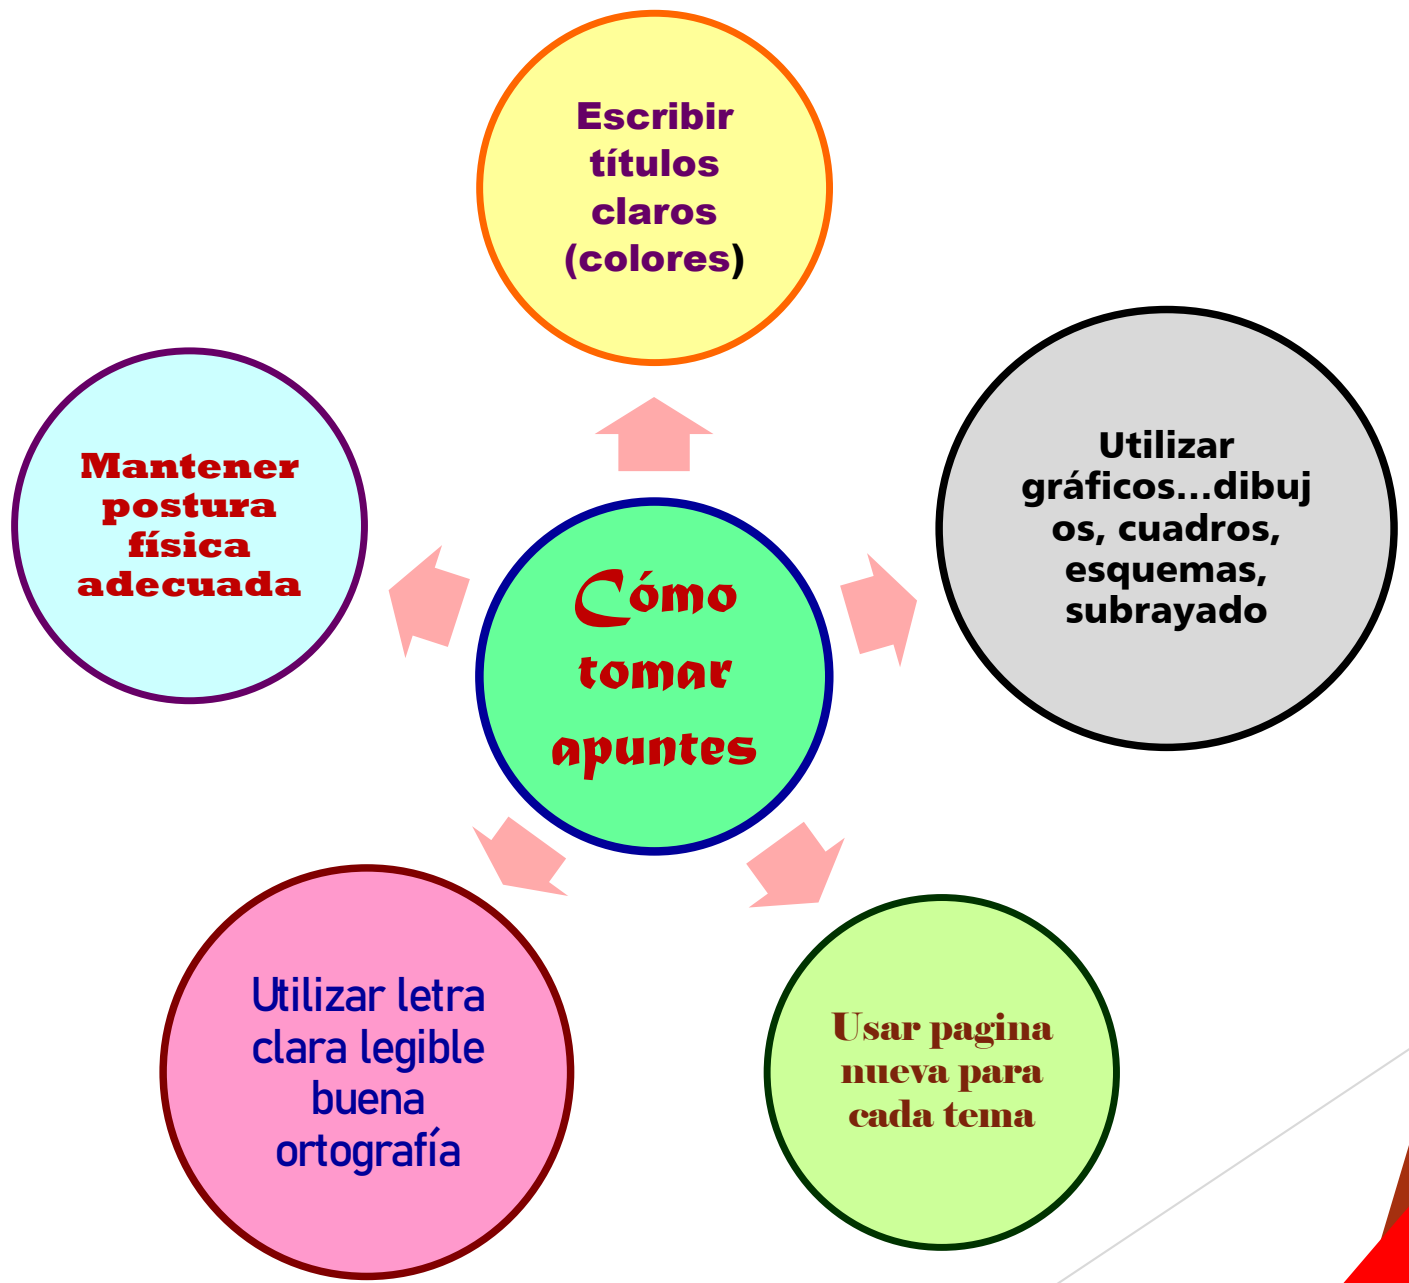 Escribir
títulos
claros
(colores)
Utilizar
gráficos...dibuj
os, cuadros,
esquemas,
subrayado
Usar pagina
nueva para
cada tema
Utilizar letra
clara legible
buena
ortografía
Mantener
postura
física
adecuada
Cómo
tomar
apuntes